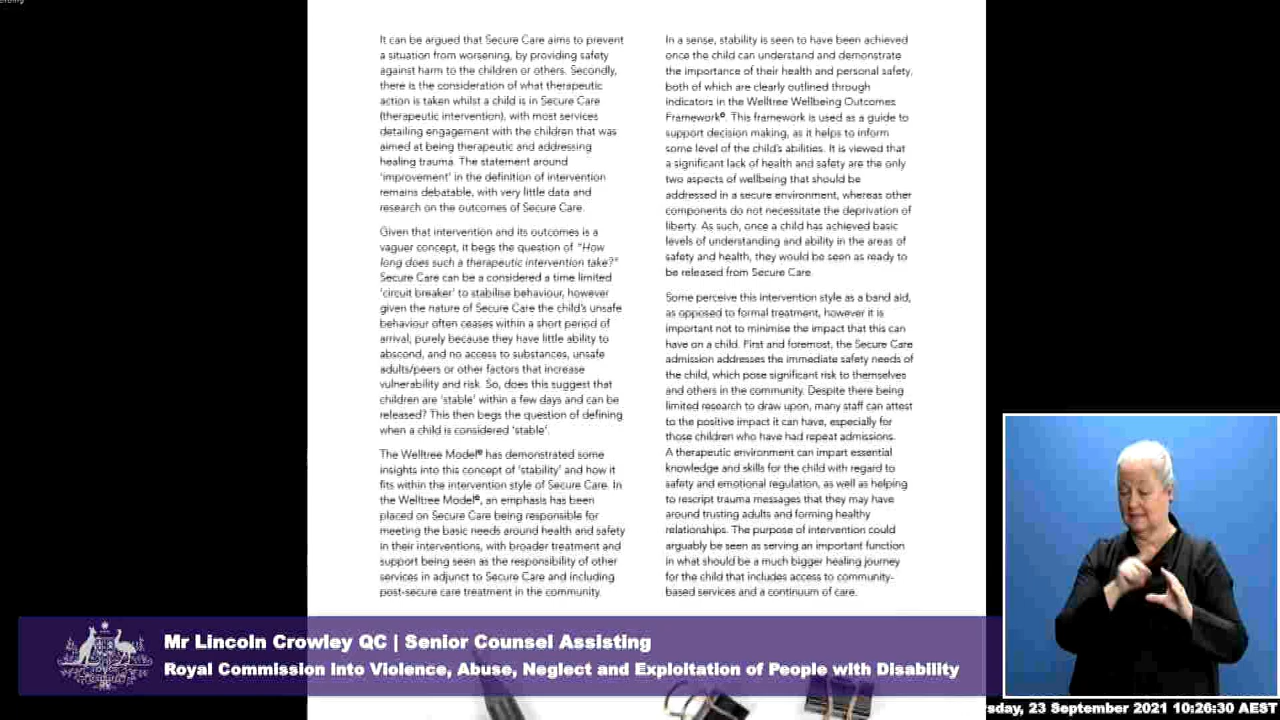 It can be argued that Secure Care aims to prevent
a situation from worsening, by providing safety
against harm to the children or others. Secondly,
there is the consideration of what therapeutic
action is taken whilst a child is in Secure Care
(therapeutic intervention), with most services
detailing engagement with the children that was
aimed at being therapeutic and addressing
healing trauma. The statement around
'improvement' in the definition of intervention
remains debatable, with very little data and
research on the outcomes of Secure Care.
Given that intervention and its outcomes is a
vaguer concept, it begs the question of "How
long does such a therapeutic intervention take?"
Secure Care can be a considered a time limited
'circuit breaker' to stabilise behaviour, however
given the nature of Secure Care the child's unsafe
behaviour often ceases within a short period of
arrival, purely because they have little ability to
abscond, and no access to substances, unsafe
adults/peers or other factors that increase
vulnerability and risk. So, does this suggest that
children are 'stable' within a few days and can be
released? This then begs the question of defining
when a child is considered 'stable'.
The Welltree Model© has demonstrated some
insights into this concept of 'stability' and how it
fits within the intervention style of Secure Care. In
the Welltree Model©, an emphasis has been
placed on Secure Care being responsible for
meeting the basic needs around health and safety
in their interventions, with broader treatment and
support being seen as the responsibility of other
services in adjunct to Secure Care and including
post-secure care treatment in the community.
In a sense, stability is seen to have been achieved
once the child can understand and demonstrate
the importance of their health and personal safety,
both of which are clearly outlined through
indicators in the Welltree Wellbeing Outcomes
Framework©. This framework is used as a guide to
support decision making, as it helps to inform
some level of the child's abilities. It is viewed that
a significant lack of health and safety are the only
two aspects of wellbeing that should be
addressed in a secure environment, whereas other
components do not necessitate the deprivation of
liberty. As such, once a child has achieved basic
levels of understanding and ability in the areas of
safety and health, they would be seen as ready to
be released from Secure Care.
Some perceive this intervention style as a band aid,
as opposed to formal treatment, however it is
important not to minimise the impact that this can
have on a child. First and foremost, the Secure Care
admission addresses the immediate safety needs of
the child, which pose significant risk to themselves
and others in the community. Despite there being
limited research to draw upon, many staff can attest
to the positive impact it can have, especially for
those children who have had repeat admissions.
A therapeutic environment can impart essential
knowledge and skills for the child with regard to
safety and emotional regulation, as well as helping
to rescript trauma messages that they may have
around trusting adults and forming healthy
relationships. The purpose of intervention could
arguably be seen as serving an important function
in what should be a much bigger healing journey
for the child that includes access to community-
based services and a continuum of care.
Mr Lincoln Crowley QC | Senior Counsel Assisting
Royal Commission into Violence, Abuse, Neglect and Exploitation of People with Disability
sday, 23 September 2021 10:26:30 AEST